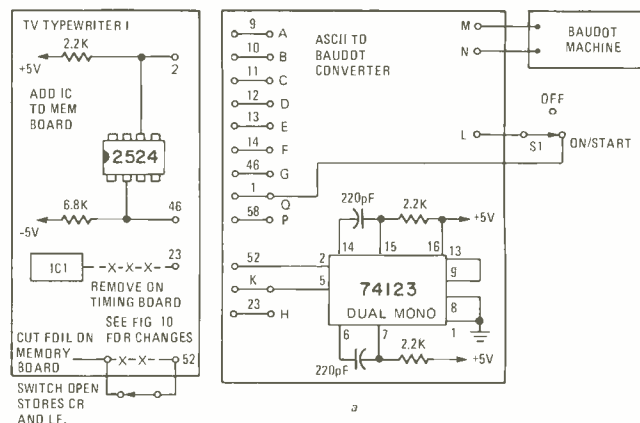 TV TYPEWRITER I
2.2K
+5V
2
ADD IC
TO MEM
BOARD
2524
6.8K
-5V
46
IC1
X-X-X
23
REMOVE ON
TIMING BOARD
CUT FOIL ON
MEMORY
BOARD
SEE FIG 10
FOR CHANGES
X-X
52
SWITCH OPEN
STORES CR
AND LF.
9 A
10 B
11 C
12 D
13 E
14 F
46 G
1 Q
58 P
52
K
23 H
ASCII TO
BAUDOT
CONVERTER
M
N
BAUDOT
MACHINE
OFF
L
S1
ON/START
220pF
2.2K
+5V
14 15 16 13
2
5
9
74123
DUAL MONO
8
6 7 1
220pF
2.2K
+5V
a